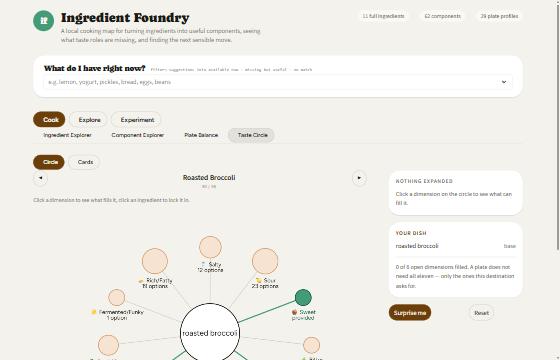 Ingredient Foundry
A local cooking map for turning ingredients into useful components, seeing
what taste roles are missing, and finding the next sensible move.
11 full ingredients
62 components
29 plate profiles
What do I have right now?
e.g. lemon, yogurt, pickles, bread, eggs, beans
Cook
Explore
Experiment
Ingredient Explorer
Component Explorer
Plate Balance
Taste Circle
Circle
Cards
Roasted Broccoli
Click a dimension to see what fills it, click an ingredient to lock it in.
NOTHING EXPANDED
Click a dimension on the circle to see what can
fill it.
YOUR DISH
roasted broccoli
base
0 of 6 open dimensions filled. A plate does not
need all eleven — only the ones this destination
asks for.
Surprise me
Reset
Salty
12 options
Rich/Fatty
Sour
23 options
Fermented/Funky
1 option
Sweet
provided
roasted broccoli